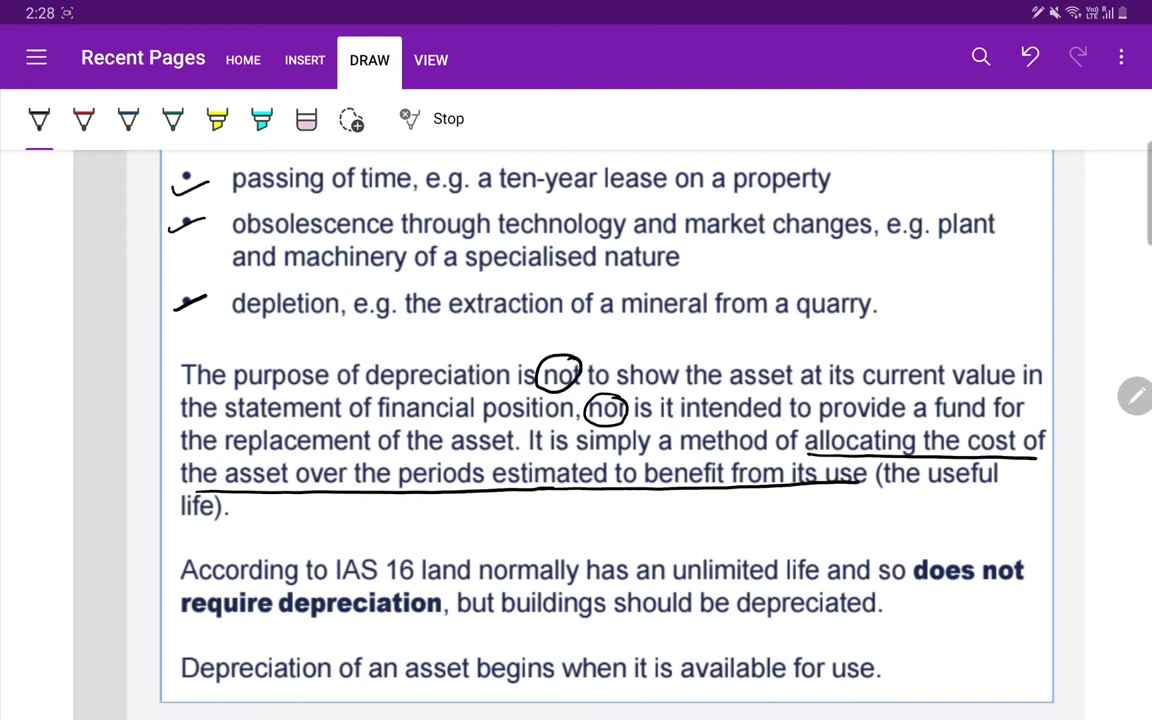 2:28
Vo)) LTE R
Recent Pages HOME INSERT DRAW VIEW
Stop
• passing of time, e.g. a ten-year lease on a property
• obsolescence through technology and market changes, e.g. plant
and machinery of a specialised nature
• depletion, e.g. the extraction of a mineral from a quarry.
The purpose of depreciation is not to show the asset at its current value in
the statement of financial position, nor is it intended to provide a fund for
the replacement of the asset. It is simply a method of allocating the cost of
the asset over the periods estimated to benefit from its use (the useful
life).
According to IAS 16 land normally has an unlimited life and so does not
require depreciation, but buildings should be depreciated.
Depreciation of an asset begins when it is available for use.